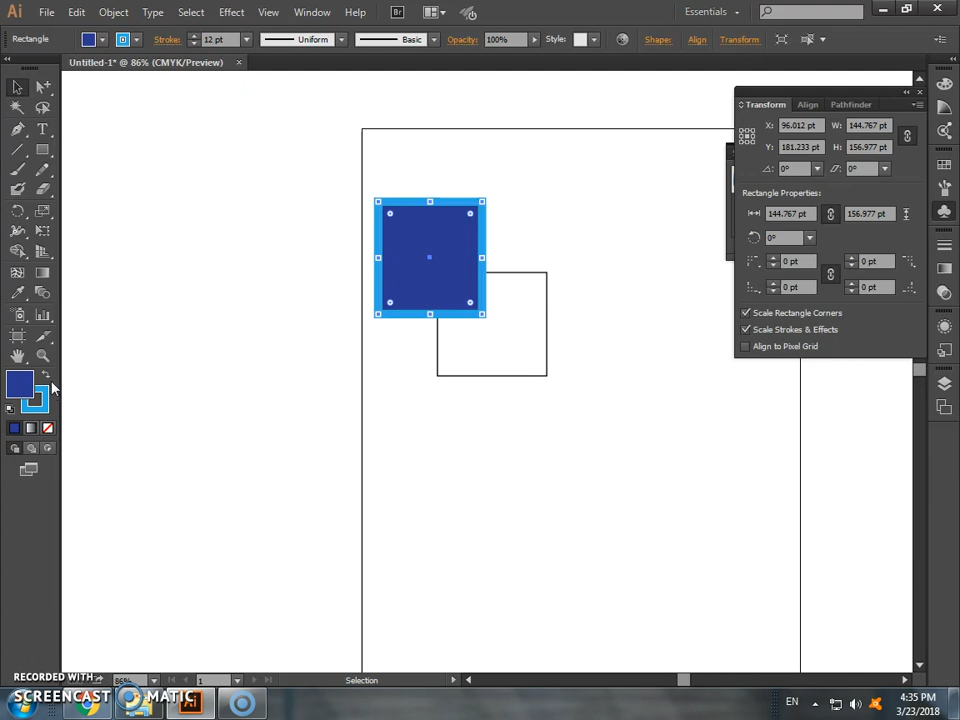 Ai File Edit Object Type Select Effect View Window Help Br Essentials
Rectangle Stroke: 12 pt Uniform Basic Opacity: 100% Style: Shape: Align Transform
Untitled-1* @ 86% (CMYK/Preview)
Transform Align Pathfinder
X: 96.012 pt W: 144.767 pt
Y: 181.233 pt H: 156.977 pt
0° 0°
Rectangle Properties:
144.767 pt 156.977 pt
0°
0 pt 0 pt
0 pt 0 pt
Scale Rectangle Corners
Scale Strokes & Effects
Align to Pixel Grid
86% 1 Selection
RECORDED WITH
SCREENCAST MATIC
Ai EN 4:35 PM
3/23/2018